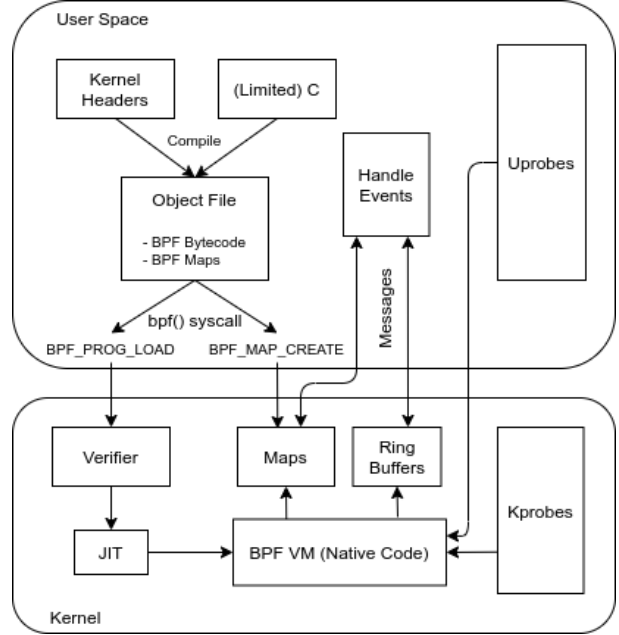 User Space
Kernel
Headers
(Limited) C
Compile
Object File
- BPF Bytecode
- BPF Maps
Handle
Events
Uprobes
Messages
bpf() syscall
BPF_PROG_LOAD
BPF_MAP_CREATE
Verifier
Maps
Ring
Buffers
Kprobes
JIT
BPF VM (Native Code)
Kernel